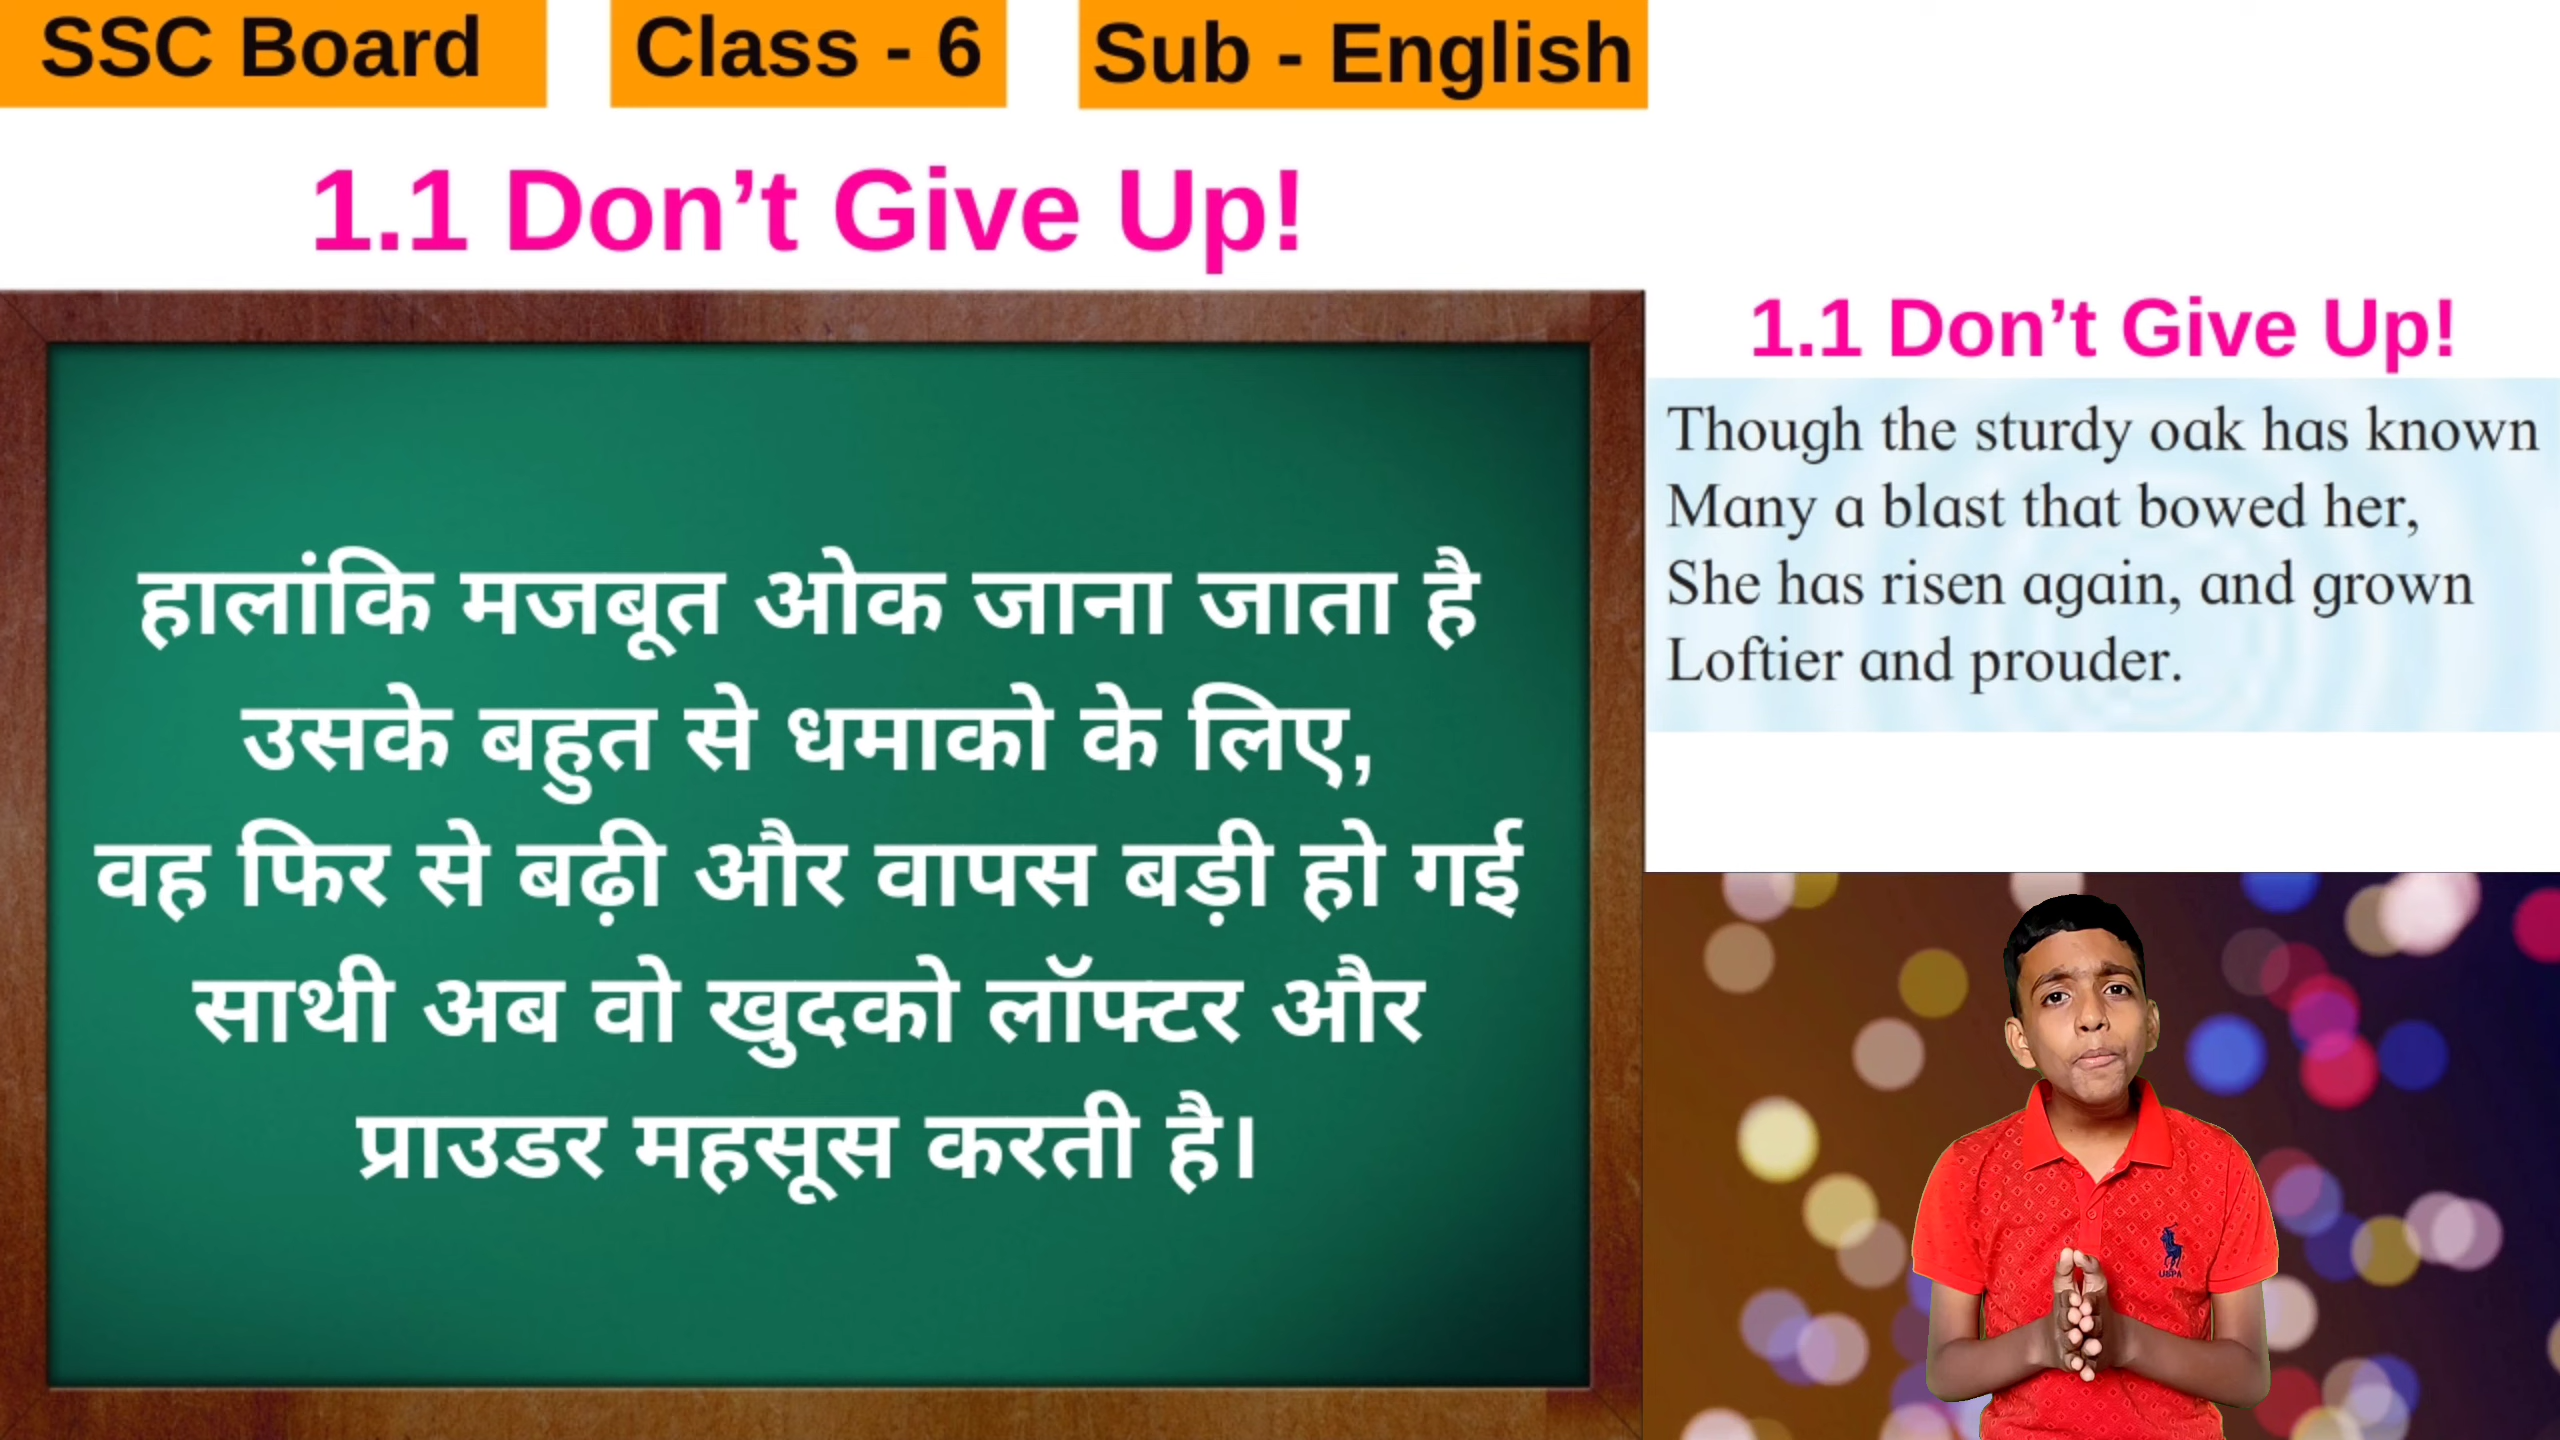 SSC Board
Class - 6
Sub - English
1.1 Don’t Give Up!
हालांकि मजबूत ओक जाना जाता है
उसके बहुत से धमाको के लिए,
वह फिर से बढ़ी और वापस बड़ी हो गई
साथी अब वो खुदको लॉफ्टर और
प्राउडर महसूस करती है।
1.1 Don’t Give Up!
Though the sturdy oak has known
Many a blast that bowed her,
She has risen again, and grown
Loftier and prouder.
USPA